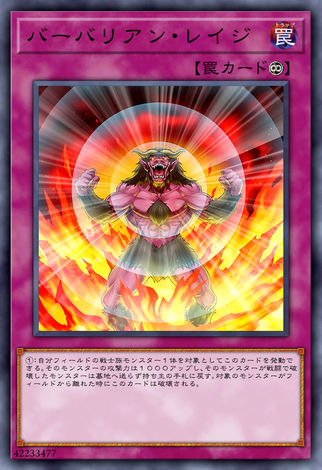 バーバリアン・レイジ
トラップ
罠
【罠カード♾】
①:自分フィールドの戦士族モンスター1体を対象としてこのカードを発動で
きる。そのモンスターの攻撃力は1000アップし、そのモンスターが戦闘で破
壊したモンスターは墓地へ送らず持ち主の手札に戻す。対象のモンスターがフ
ィールドから離れた時にこのカードは破壊される。
42233477